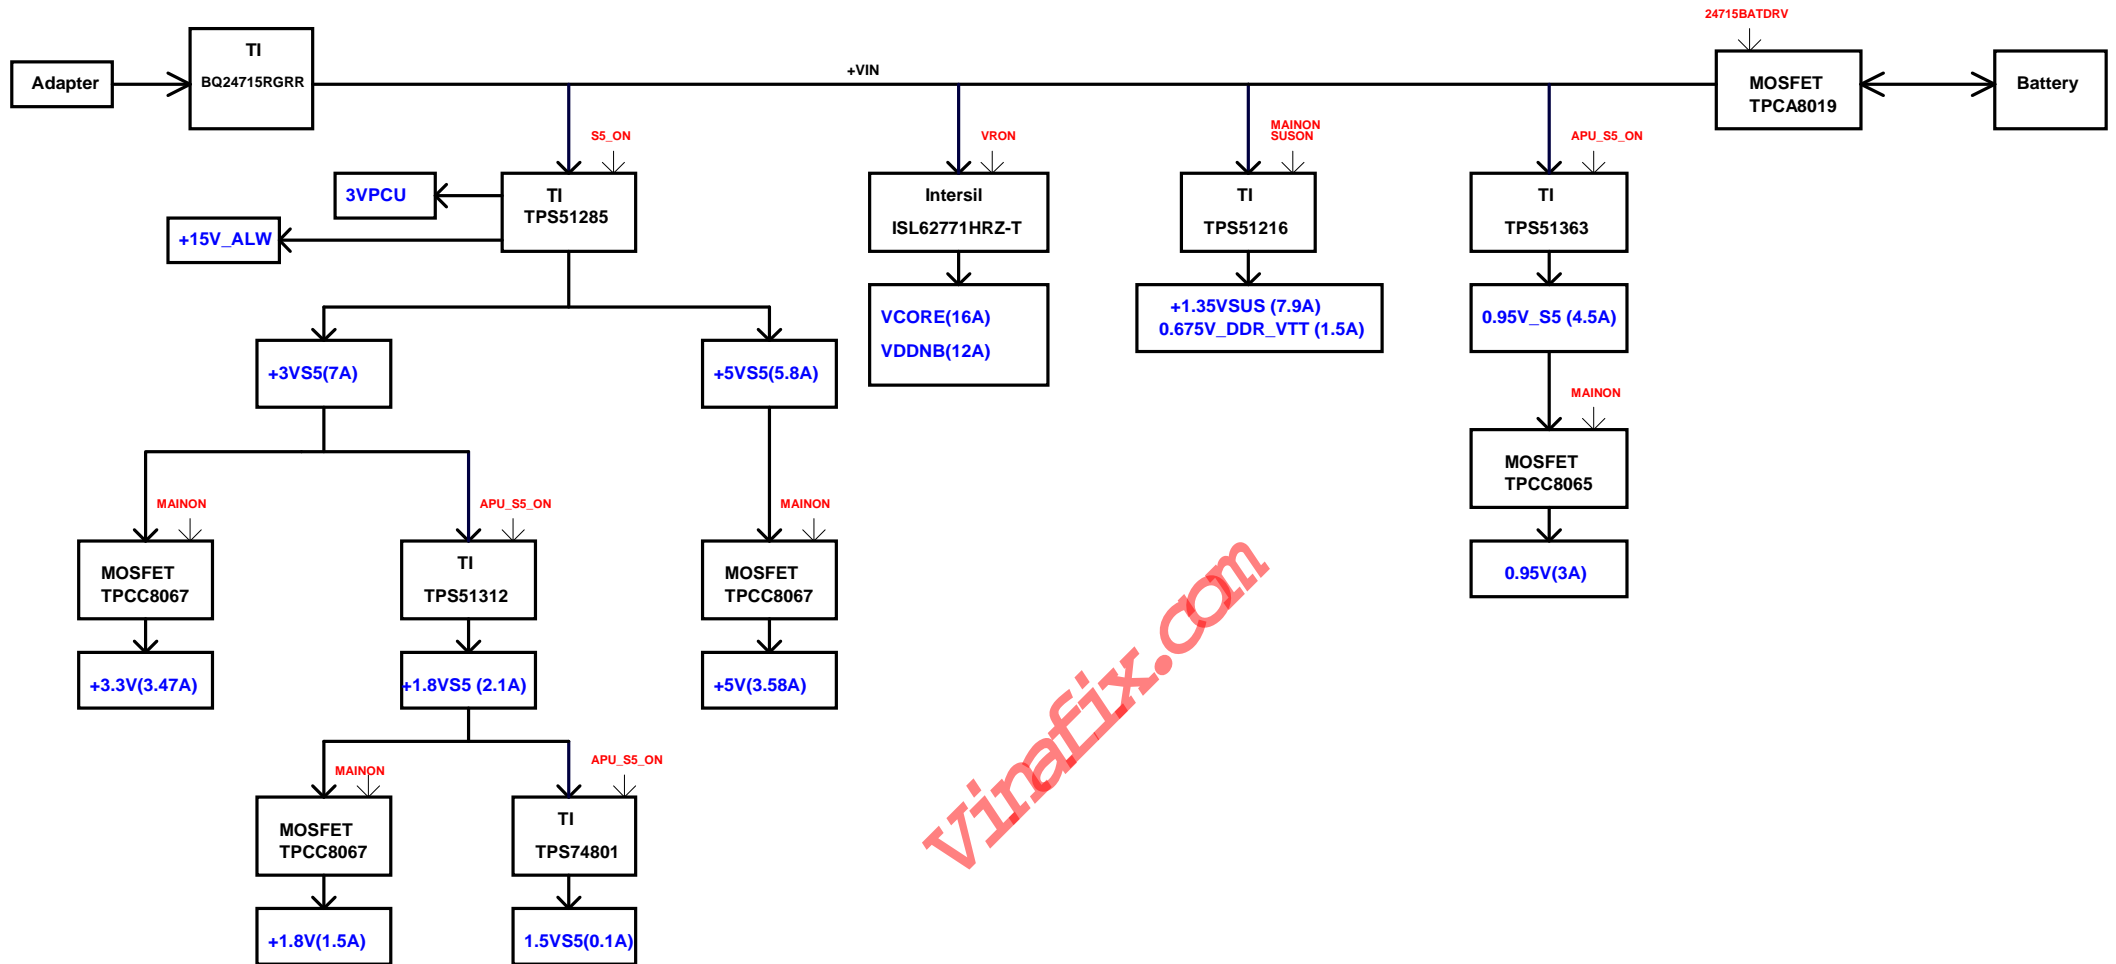 24715BATDRV
Adapter
TI
BQ24715RGRR
+VIN
MOSFET
TPCA8019
Battery
S5_ON
VRON
MAINON
SUSON
APU_S5_ON
3VPCU
+15V_ALW
TI
TPS51285
Intersil
ISL62771HRZ-T
TI
TPS51216
TI
TPS51363
VCORE(16A)
VDDNB(12A)
+1.35VSUS (7.9A)
0.675V_DDR_VTT (1.5A)
0.95V_S5 (4.5A)
+3VS5(7A)
+5VS5(5.8A)
MAINON
MOSFET
TPCC8065
0.95V(3A)
MAINON
APU_S5_ON
MAINON
MOSFET
TPCC8067
TI
TPS51312
MOSFET
TPCC8067
+3.3V(3.47A)
+1.8VS5 (2.1A)
+5V(3.58A)
MAINON
APU_S5_ON
MOSFET
TPCC8067
TI
TPS74801
+1.8V(1.5A)
1.5VS5(0.1A)
vinafix.com